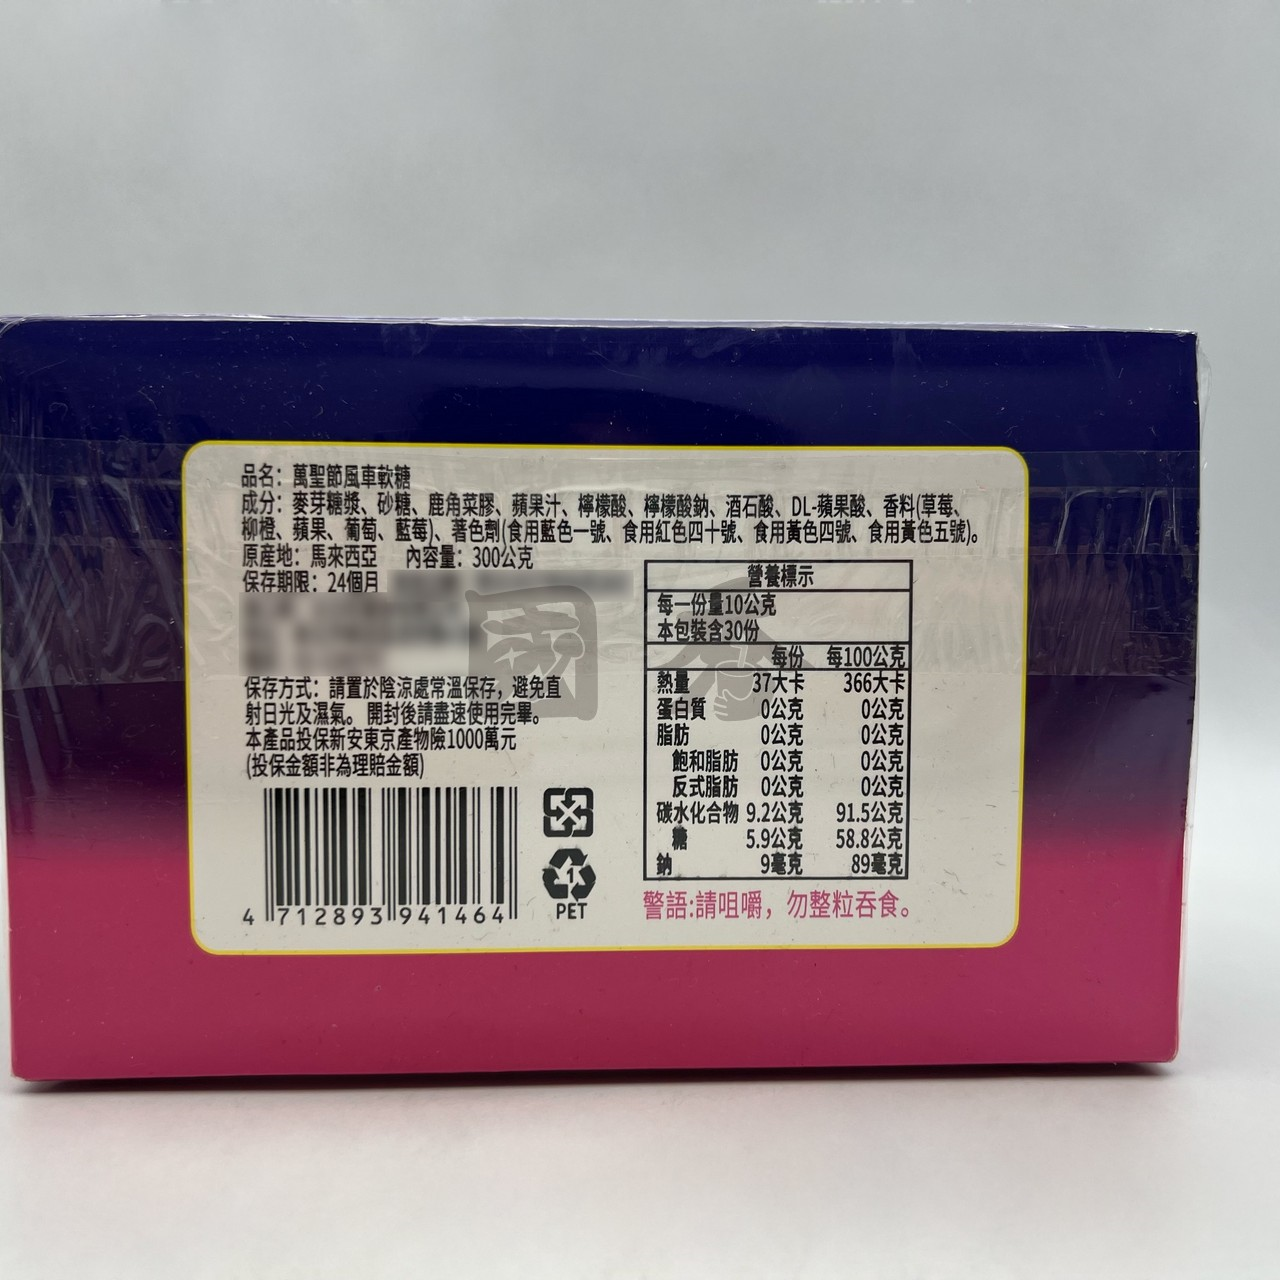 品名：萬聖節風車軟糖
成分：麥芽糖漿、砂糖、鹿角菜膠、蘋果汁、檸檬酸、檸檬酸鈉、酒石酸、DL-蘋果酸、香料(草莓、
柳橙、蘋果、葡萄、藍莓)、著色劑(食用藍色一號、食用紅色四十號、食用黃色四號、食用黃色五號)。
原產地：馬來西亞 內容量：300公克
保存期限：24個月
保存方式：請置於陰涼處常溫保存，避免直
射日光及濕氣。開封後請盡速使用完畢。
本產品投保新安東京產物險1000萬元
(投保金額非為理賠金額)
4 712893 941464
1
PET
營養標示
每一份量10公克
本包裝含30份
每份 每100公克
熱量 37大卡 366大卡
蛋白質 0公克 0公克
脂肪 0公克 0公克
飽和脂肪 0公克 0公克
反式脂肪 0公克 0公克
碳水化合物 9.2公克 91.5公克
糖 5.9公克 58.8公克
鈉 9毫克 89毫克
警語:請咀嚼，勿整粒吞食。